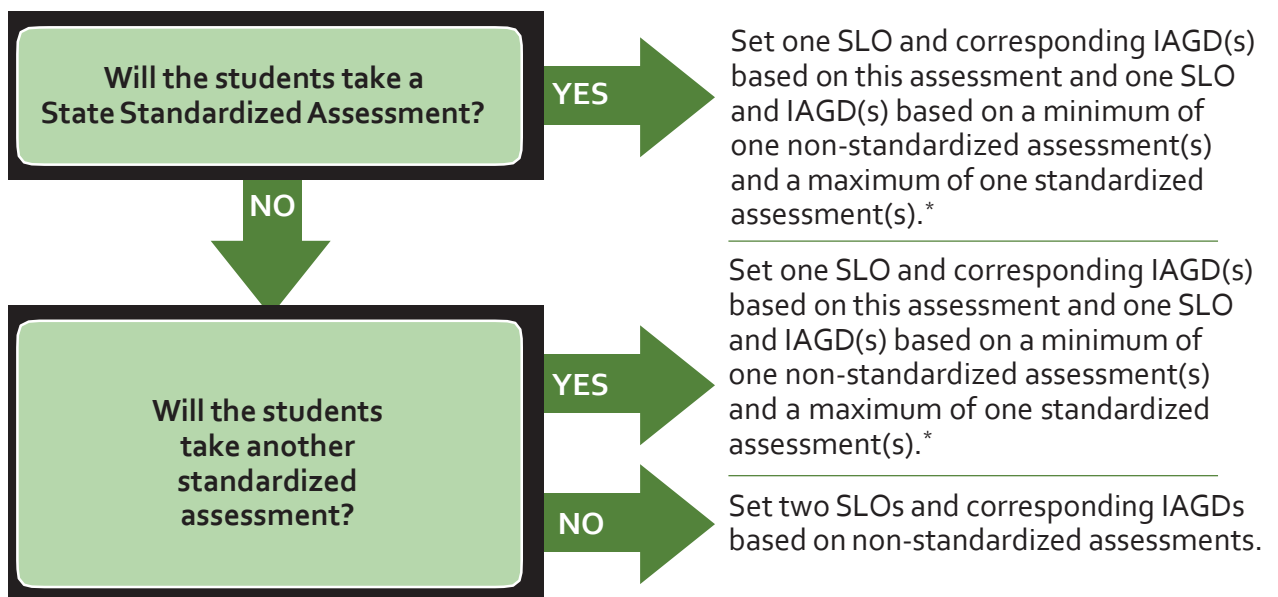 Will the students take a
State Standardized Assessment?
YES
Set one SLO and corresponding IAGD(s)
based on this assessment and one SLO
and IAGD(s) based on a minimum of
one non-standardized assessment(s)
and a maximum of one standardized
assessment(s).*
NO
Will the students
take another
standardized
assessment?
YES
Set one SLO and corresponding IAGD(s)
based on this assessment and one SLO
and IAGD(s) based on a minimum of
one non-standardized assessment(s)
and a maximum of one standardized
assessment(s).*
NO
Set two SLOs and corresponding IAGDs
based on non-standardized assessments.